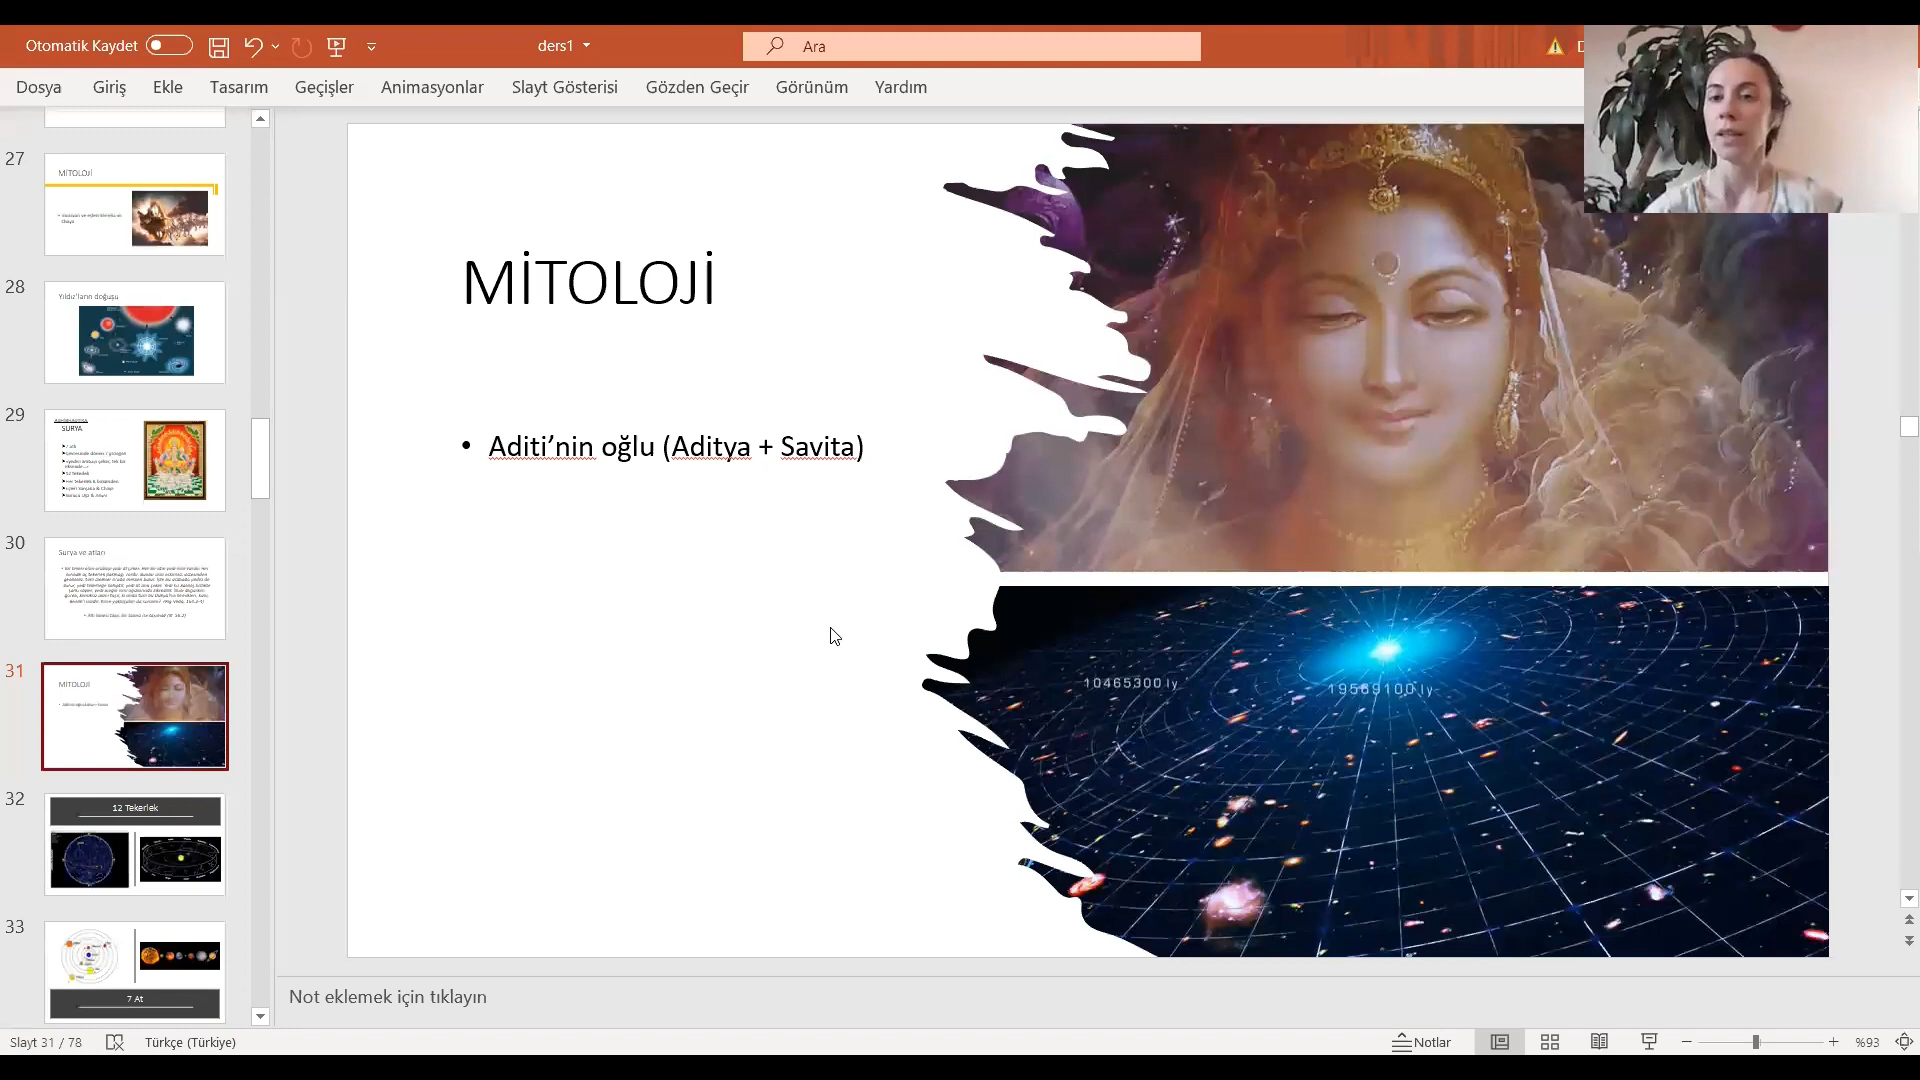 Otomatik Kaydet
ders1
Ara
Dosya Giriş Ekle Tasarım Geçişler Animasyonlar Slayt Gösterisi Gözden Geçir Görünüm Yardım
27
MİTOLOJİ
28
Yıldız'ların doğuşu
29
SURYA
30
Surya ve atları
31
MİTOLOJİ
32
12 Tekerlek
33
7 At
MİTOLOJİ
• Aditi’nin oğlu (Aditya + Savita)
10465300 ly
19569100 ly
Not eklemek için tıklayın
Slayt 31 / 78
Türkçe (Türkiye)
Notlar
%93